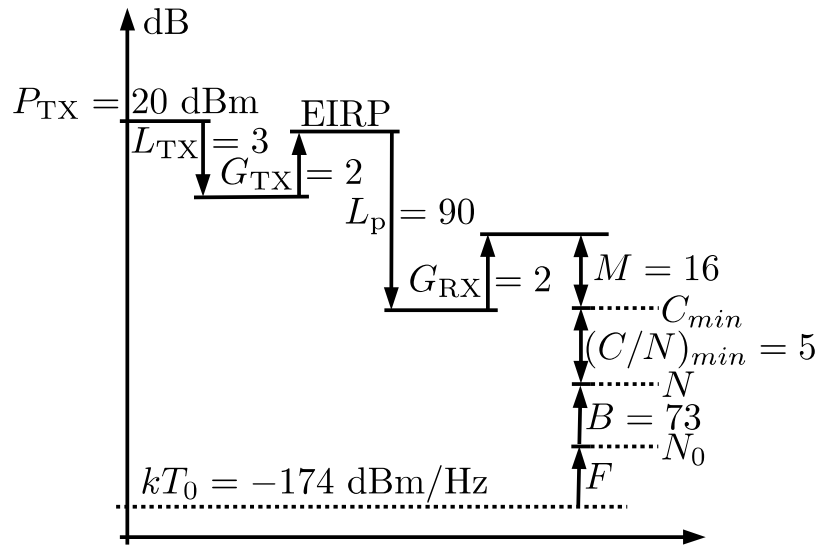 dB
P_TX = 20 dBm
EIRP
L_TX = 3
G_TX = 2
L_p = 90
G_RX = 2
M = 16
C_min
(C/N)_min = 5
N
B = 73
N_0
F
kT_0 = −174 dBm/Hz